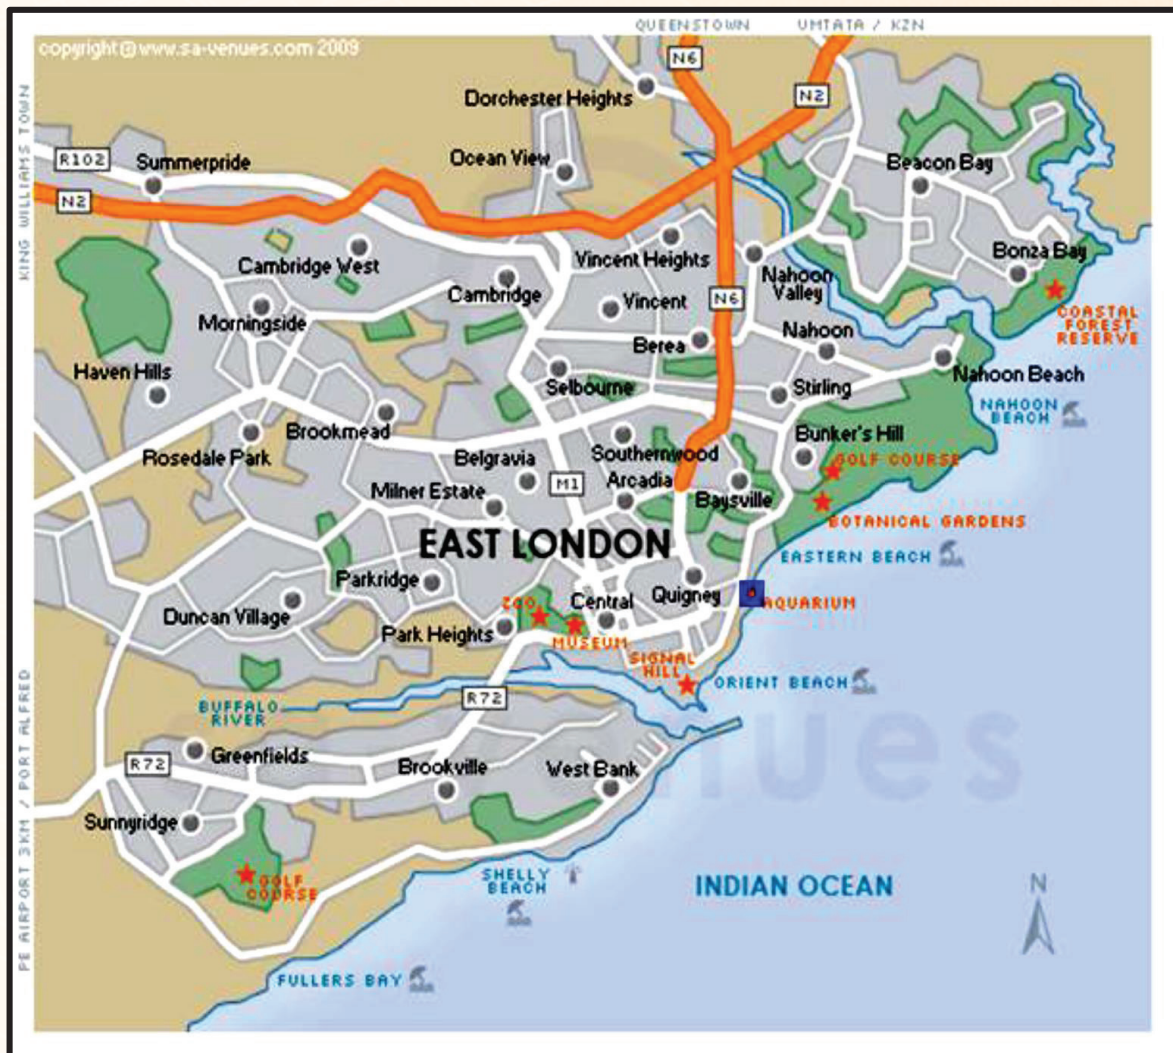 QUEENSTOWN
UMTATA / KZN
copyright@www.sa-venues.com 2009
N6
N2
Dorchester Heights
KING WILLIAMS TOWN
R102
Summerpride
Ocean View
Beacon Bay
N2
Cambridge West
Vincent Heights
Bonza Bay
Nahoon
Valley
Cambridge
Vincent
N6
Morningside
Nahoon
COASTAL
FOREST
RESERVE
Berea
Haven Hills
Selbourne
Stirling
Nahoon Beach
NAHOON
BEACH
Brookmead
Bunker's Hill
Rosedale Park
Belgravia
Southernwood
GOLF COURSE
Milner Estate
M1
Arcadia
Baysville
BOTANICAL GARDENS
EAST LONDON
EASTERN BEACH
Parkridge
Quigney
AQUARIUM
Duncan Village
ZOO
Central
Park Heights
MUSEUM
SIGNAL
HILL
ORIENT BEACH
PE AIRPORT 3KM / PORT ALFRED
BUFFALO
RIVER
R72
Greenfields
R72
Brookville
West Bank
venues
Sunnyridge
GOLF
COURSE
SHELLY
BEACH
INDIAN OCEAN
N
FULLERS BAY